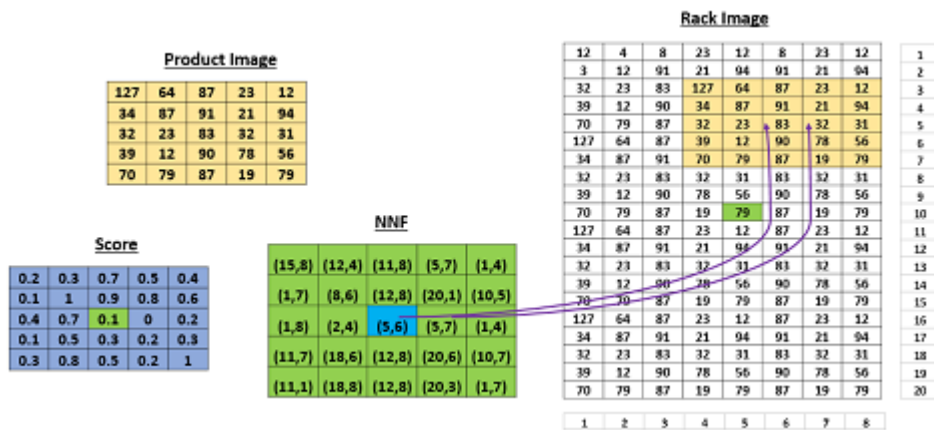 Product Image
127 64 87 23 12
34 87 91 21 94
32 23 83 32 31
39 12 90 78 56
70 79 87 19 79
Score
0.2 0.3 0.7 0.5 0.4
0.1 1 0.9 0.8 0.6
0.4 0.7 0.1 0 0.2
0.1 0.5 0.3 0.2 0.3
0.3 0.8 0.5 0.2 1
NNF
(15,8) (12,4) (11,8) (5,7) (1,4)
(1,7) (8,6) (12,8) (20,1) (10,5)
(1,8) (2,4) (5,6) (5,7) (1,4)
(11,7) (18,6) (12,8) (20,6) (10,7)
(11,1) (18,8) (12,8) (20,3) (1,7)
Rack Image
12 4 8 23 12 8 23 12 1
3 12 91 21 94 91 21 94 2
32 23 83 127 64 87 23 12 3
39 12 90 34 87 91 21 94 4
70 79 87 32 23 83 32 31 5
127 64 87 39 12 90 78 56 6
34 87 91 70 79 87 19 79 7
32 23 83 32 31 83 32 31 8
39 12 90 78 56 90 78 56 9
70 79 87 19 79 87 19 79 10
127 64 87 23 12 87 23 12 11
34 87 91 21 94 91 21 94 12
32 23 83 32 31 83 32 31 13
39 12 90 78 56 90 78 56 14
70 79 87 19 79 87 19 79 15
127 64 87 23 12 87 23 12 16
34 87 91 21 94 91 21 94 17
32 23 83 32 31 83 32 31 18
39 12 90 78 56 90 78 56 19
70 79 87 19 79 87 19 79 20
1 2 3 4 5 6 7 8